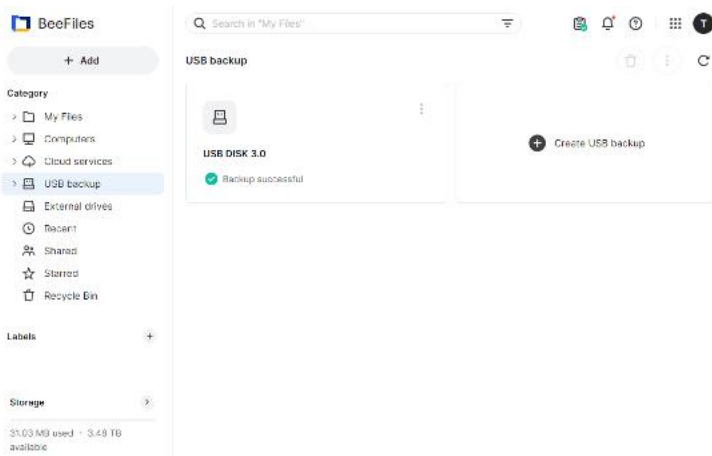 BeeFiles
Search in "My Files"
T
+ Add
USB backup
Category
My Files
Computers
USB DISK 3.0
Create USB backup
Cloud services
Backup successful
USB backup
External drives
Recent
Shared
Starred
Recycle Bin
Labels
Storage
31.03 MB used · 3.48 TB
available